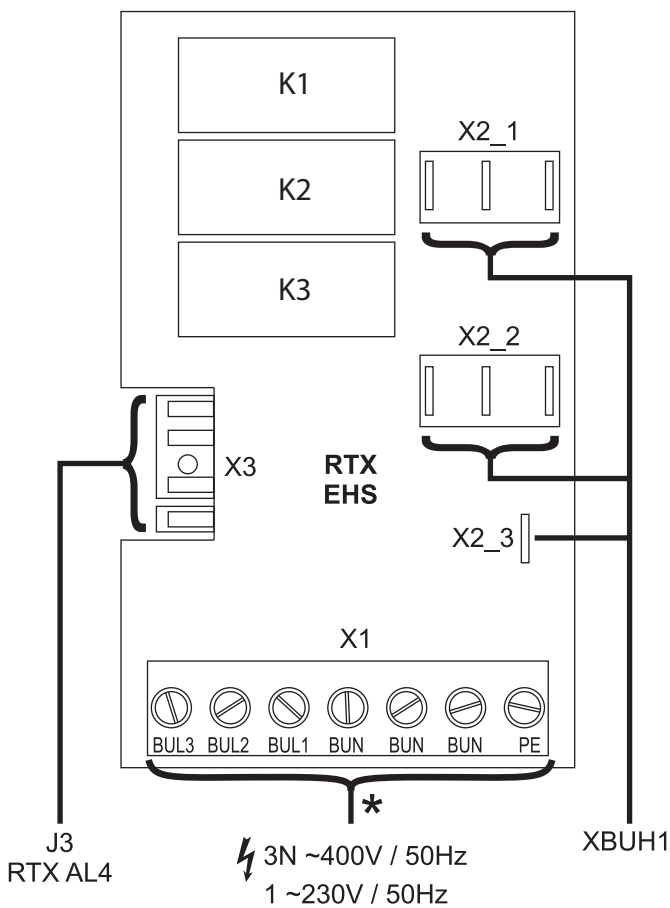 K1
X2_1
K2
K3
X2_2
X3
RTX
EHS
X2_3
X1
BUL3 BUL2 BUL1 BUN BUN BUN PE
*
J3
RTX AL4
3N ~400V / 50Hz
1 ~230V / 50Hz
XBUH1